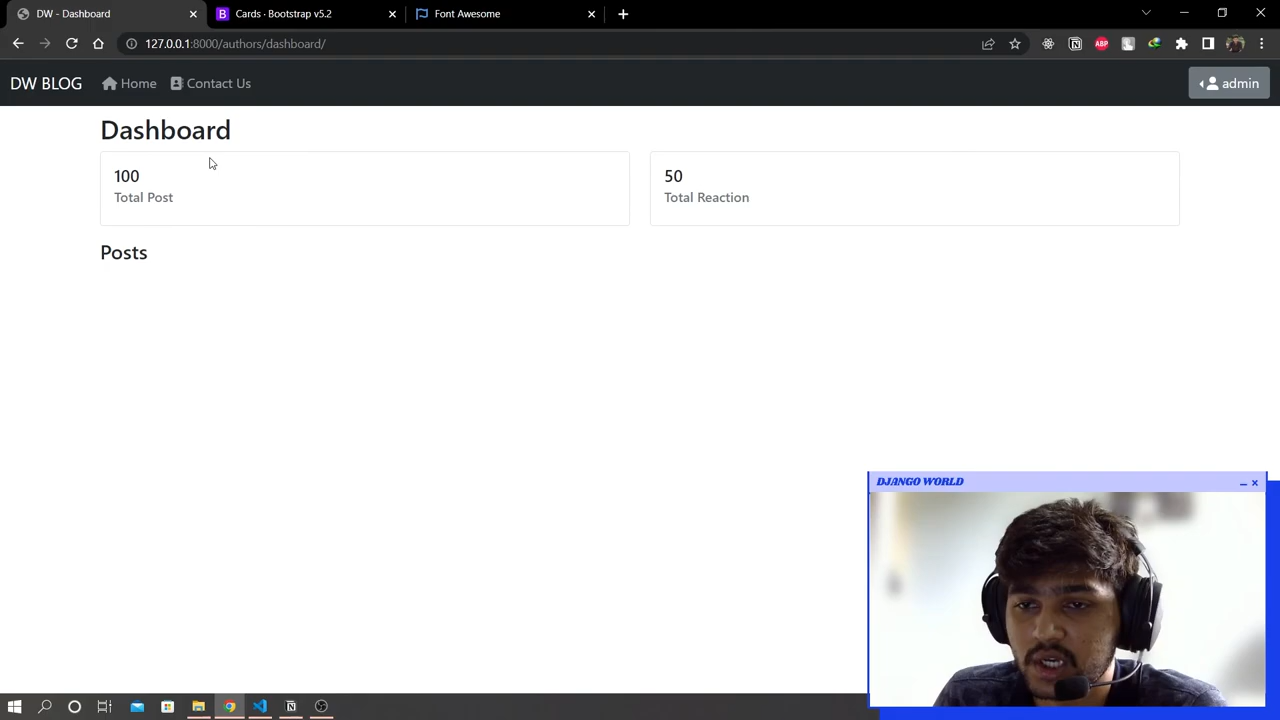 DW - Dashboard
Cards · Bootstrap v5.2
Font Awesome
127.0.0.1:8000/authors/dashboard/
ABP
DW BLOG
Home
Contact Us
admin
Dashboard
100
Total Post
50
Total Reaction
Posts
DJANGO WORLD